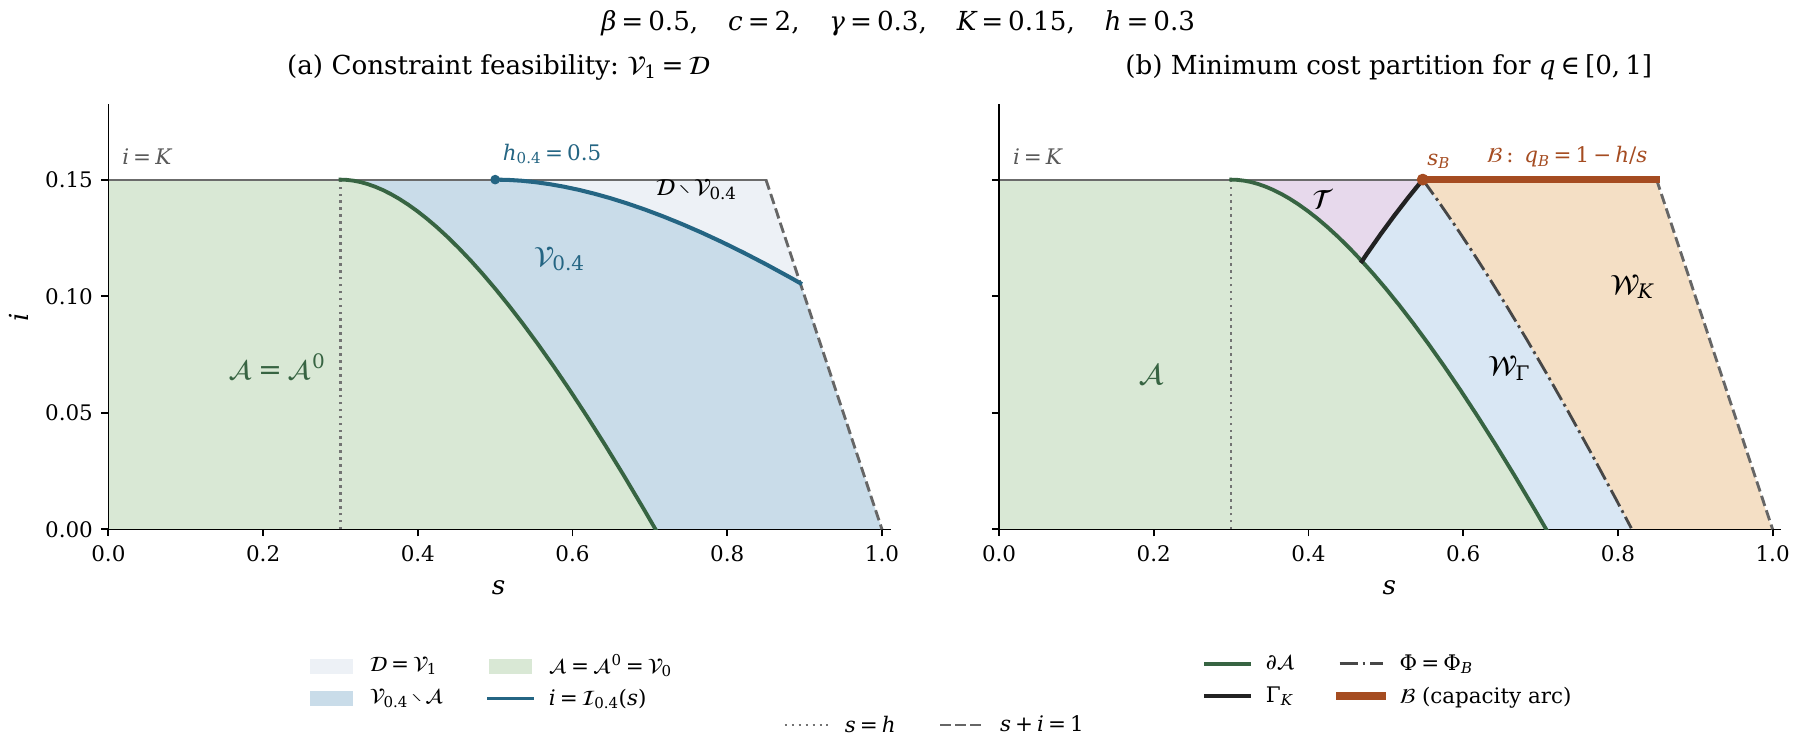 β = 0.5,   c = 2,   γ = 0.3,   K = 0.15,   h = 0.3
(a) Constraint feasibility: 𝒱₁ = 𝒟
i = K
h₀.₄ = 0.5
𝒟 ∖ 𝒱₀.₄
𝒱₀.₄
𝒜 = 𝒜⁰
0.15
0.10
0.05
0.00
i
0.0 0.2 0.4 0.6 0.8 1.0
s
𝒟 = 𝒱₁
𝒜 = 𝒜⁰ = 𝒱₀
𝒱₀.₄ ∖ 𝒜
i = ℐ₀.₄(s)
(b) Minimum cost partition for q ∈ [0, 1]
i = K
s_B
ℬ: q_B = 1 − h/s
𝒯
𝒲_K
𝒲_Γ
𝒜
0.0 0.2 0.4 0.6 0.8 1.0
s
∂𝒜
Φ = Φ_B
Γ_K
ℬ (capacity arc)
s = h
s + i = 1